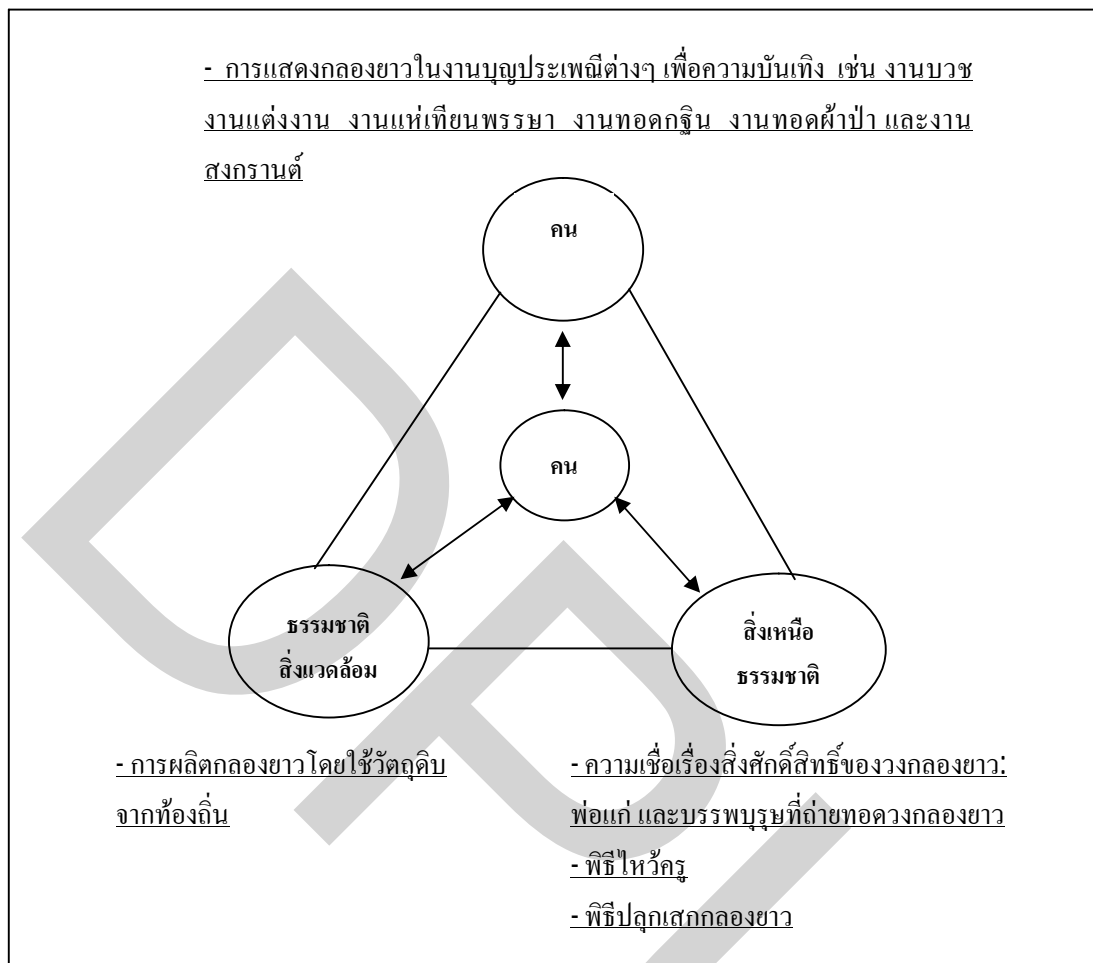 - การแสดงกลองยาวในงานบุญประเพณีต่างๆ เพื่อความบันเทิง เช่น งานบวช
งานแต่งงาน งานแห่เทียนพรรษา งานทอดกฐิน งานทอดผ้าป่า และงาน
สงกรานต์
คน
คน
ธรรมชาติ
สิ่งแวดล้อม
สิ่งเหนือ
ธรรมชาติ
- การผลิตกลองยาวโดยใช้วัตถุดิบ
จากท้องถิ่น
- ความเชื่อเรื่องสิ่งศักดิ์สิทธิ์ของวงกลองยาว:
พ่อแก่ และบรรพบุรุษที่ถ่ายทอดวงกลองยาว
- พิธีไหว้ครู
- พิธีปลุกเสกกลองยาว